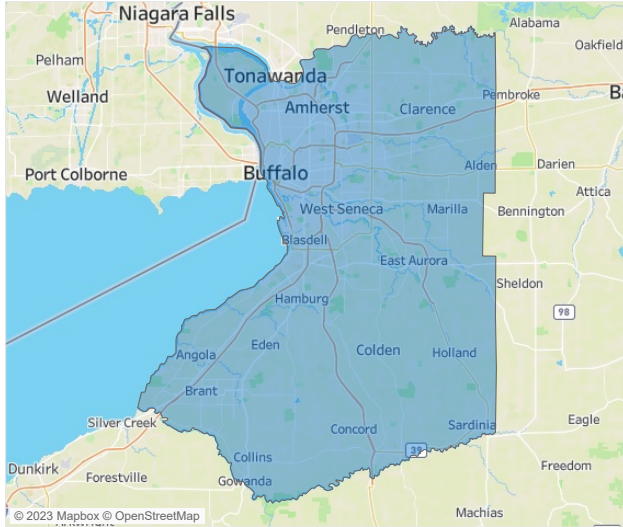 Niagara Falls
Alabama
Pendleton
Oakfield
Pelham
Tonawanda
Welland
Amherst
Clarence
Pembroke
Ba
Port Colborne
Buffalo
Alden
Darien
Attica
West Seneca
Marilla
Bennington
Blasdell
East Aurora
Sheldon
Hamburg
98
Eden
Colden
Holland
Angola
Brant
Silver Creek
Concord
Sardinia
Eagle
39
Collins
Dunkirk
Forestville
Gowanda
Freedom
Machias
© 2023 Mapbox © OpenStreetMap